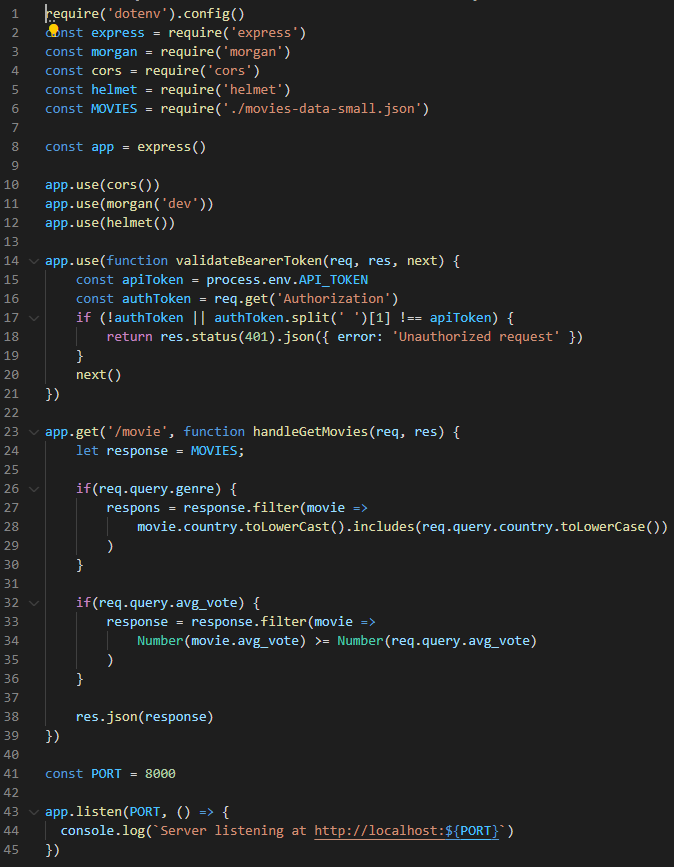 1 require('dotenv').config()
2 const express = require('express')
3 const morgan = require('morgan')
4 const cors = require('cors')
5 const helmet = require('helmet')
6 const MOVIES = require('./movies-data-small.json')
7
8 const app = express()
9
10 app.use(cors())
11 app.use(morgan('dev'))
12 app.use(helmet())
13
14 app.use(function validateBearerToken(req, res, next) {
15     const apiToken = process.env.API_TOKEN
16     const authToken = req.get('Authorization')
17     if (!authToken || authToken.split(' ')[1] !== apiToken) {
18         return res.status(401).json({ error: 'Unauthorized request' })
19     }
20     next()
21 })
22
23 app.get('/movie', function handleGetMovies(req, res) {
24     let response = MOVIES;
25
26     if(req.query.genre) {
27         respons = response.filter(movie =>
28             movie.country.toLowerCast().includes(req.query.country.toLowerCase())
29         )
30     }
31
32     if(req.query.avg_vote) {
33         response = response.filter(movie =>
34             Number(movie.avg_vote) >= Number(req.query.avg_vote)
35         )
36     }
37
38     res.json(response)
39 })
40
41 const PORT = 8000
42
43 app.listen(PORT, () => {
44   console.log(`Server listening at http://localhost:${PORT}`)
45 })